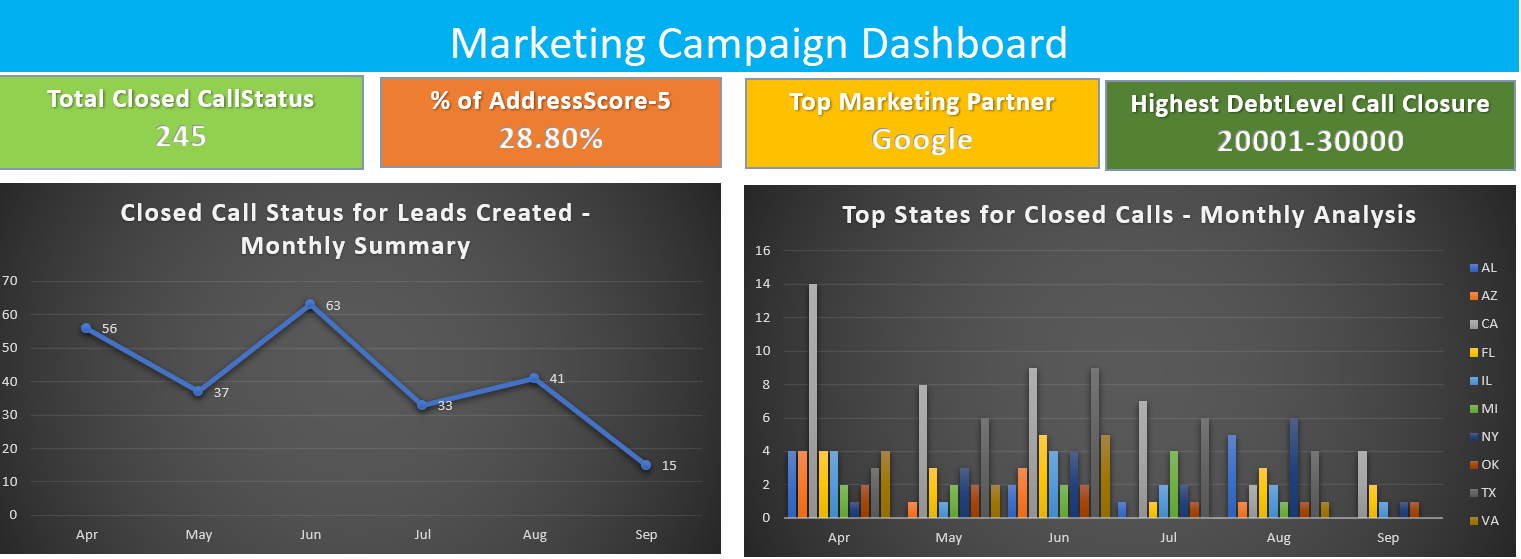 Marketing Campaign Dashboard
Total Closed CallStatus
245
% of AddressScore-5
28.80%
Top Marketing Partner
Google
Highest DebtLevel Call Closure
20001-30000
Closed Call Status for Leads Created -
Monthly Summary
70
60
50
40
30
20
10
0
56
37
63
33
41
15
Apr May Jun Jul Aug Sep
Top States for Closed Calls - Monthly Analysis
16
14
12
10
8
6
4
2
0
Apr May Jun Jul Aug Sep
AL
AZ
CA
FL
IL
MI
NY
OK
TX
VA